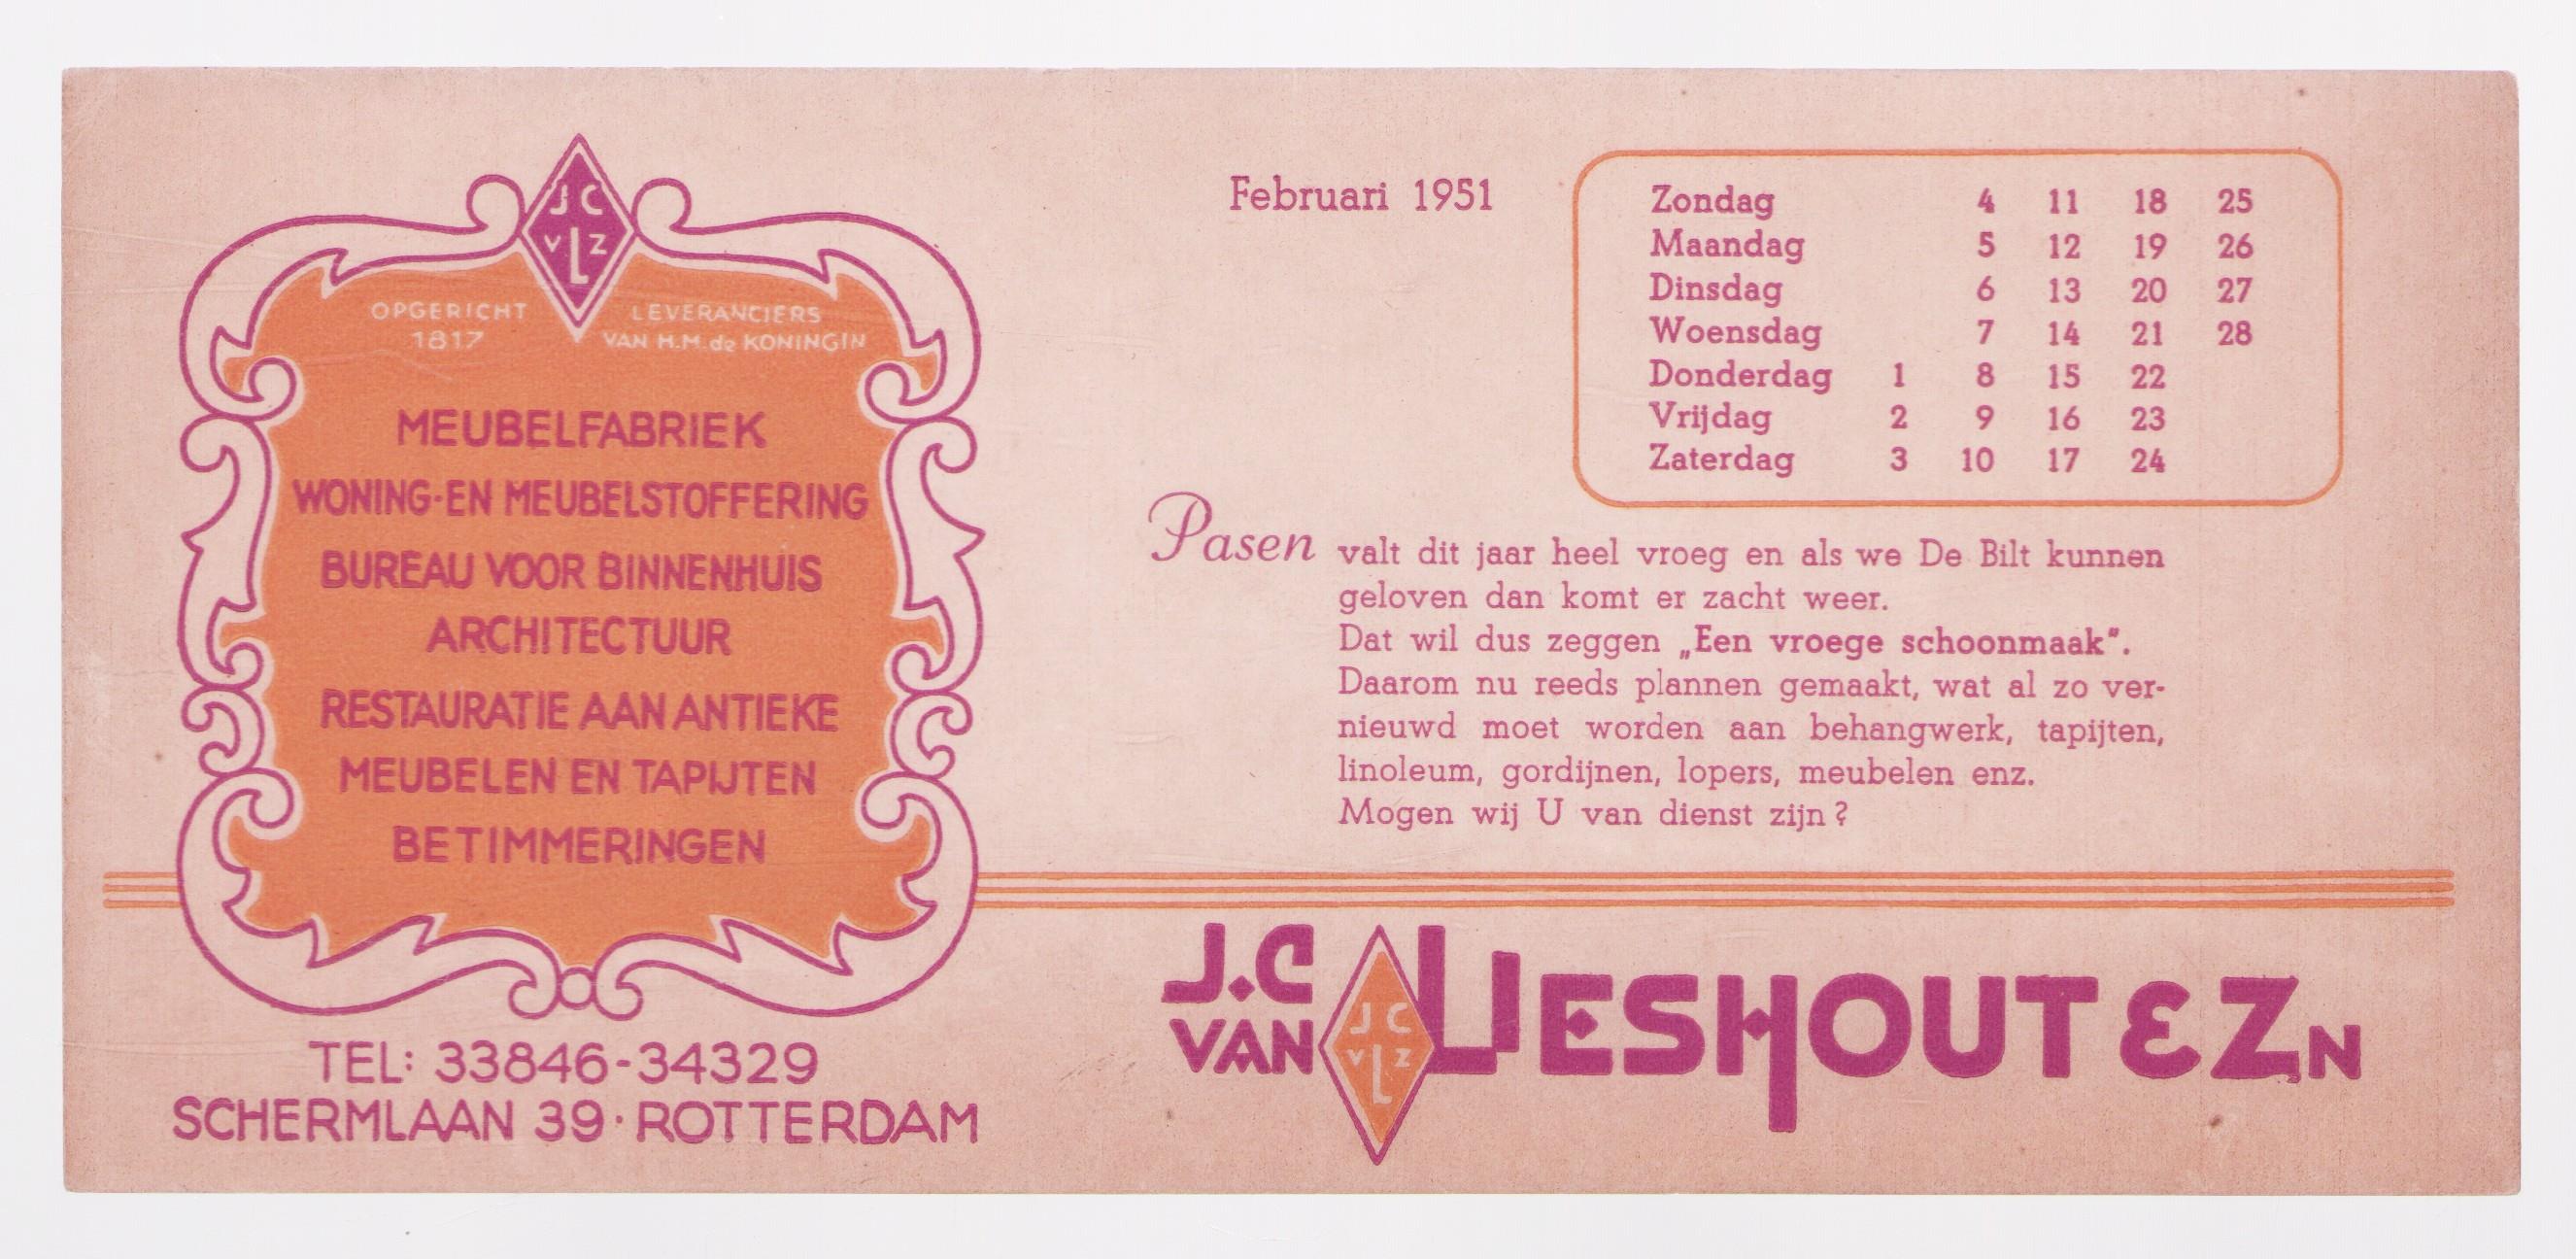 J C
V L Z
OPGERICHT
1817
LEVERANCIERS
VAN H.M. de KONINGIN
MEUBELFABRIEK
WONING-EN MEUBELSTOFFERING
BUREAU VOOR BINNENHUIS
ARCHITECTUUR
RESTAURATIE AAN ANTIEKE
MEUBELEN EN TAPIJTEN
BETIMMERINGEN
TEL: 33846-34329
SCHERMLAAN 39·ROTTERDAM
Februari 1951
Zondag 4 11 18 25
Maandag 5 12 19 26
Dinsdag 6 13 20 27
Woensdag 7 14 21 28
Donderdag 1 8 15 22
Vrijdag 2 9 16 23
Zaterdag 3 10 17 24
Pasen valt dit jaar heel vroeg en als we De Bilt kunnen
geloven dan komt er zacht weer.
Dat wil dus zeggen „Een vroege schoonmaak".
Daarom nu reeds plannen gemaakt, wat al zo ver-
nieuwd moet worden aan behangwerk, tapijten,
linoleum, gordijnen, lopers, meubelen enz.
Mogen wij U van dienst zijn?
J.C
VAN LIESHOUT & ZN
J C
V L Z